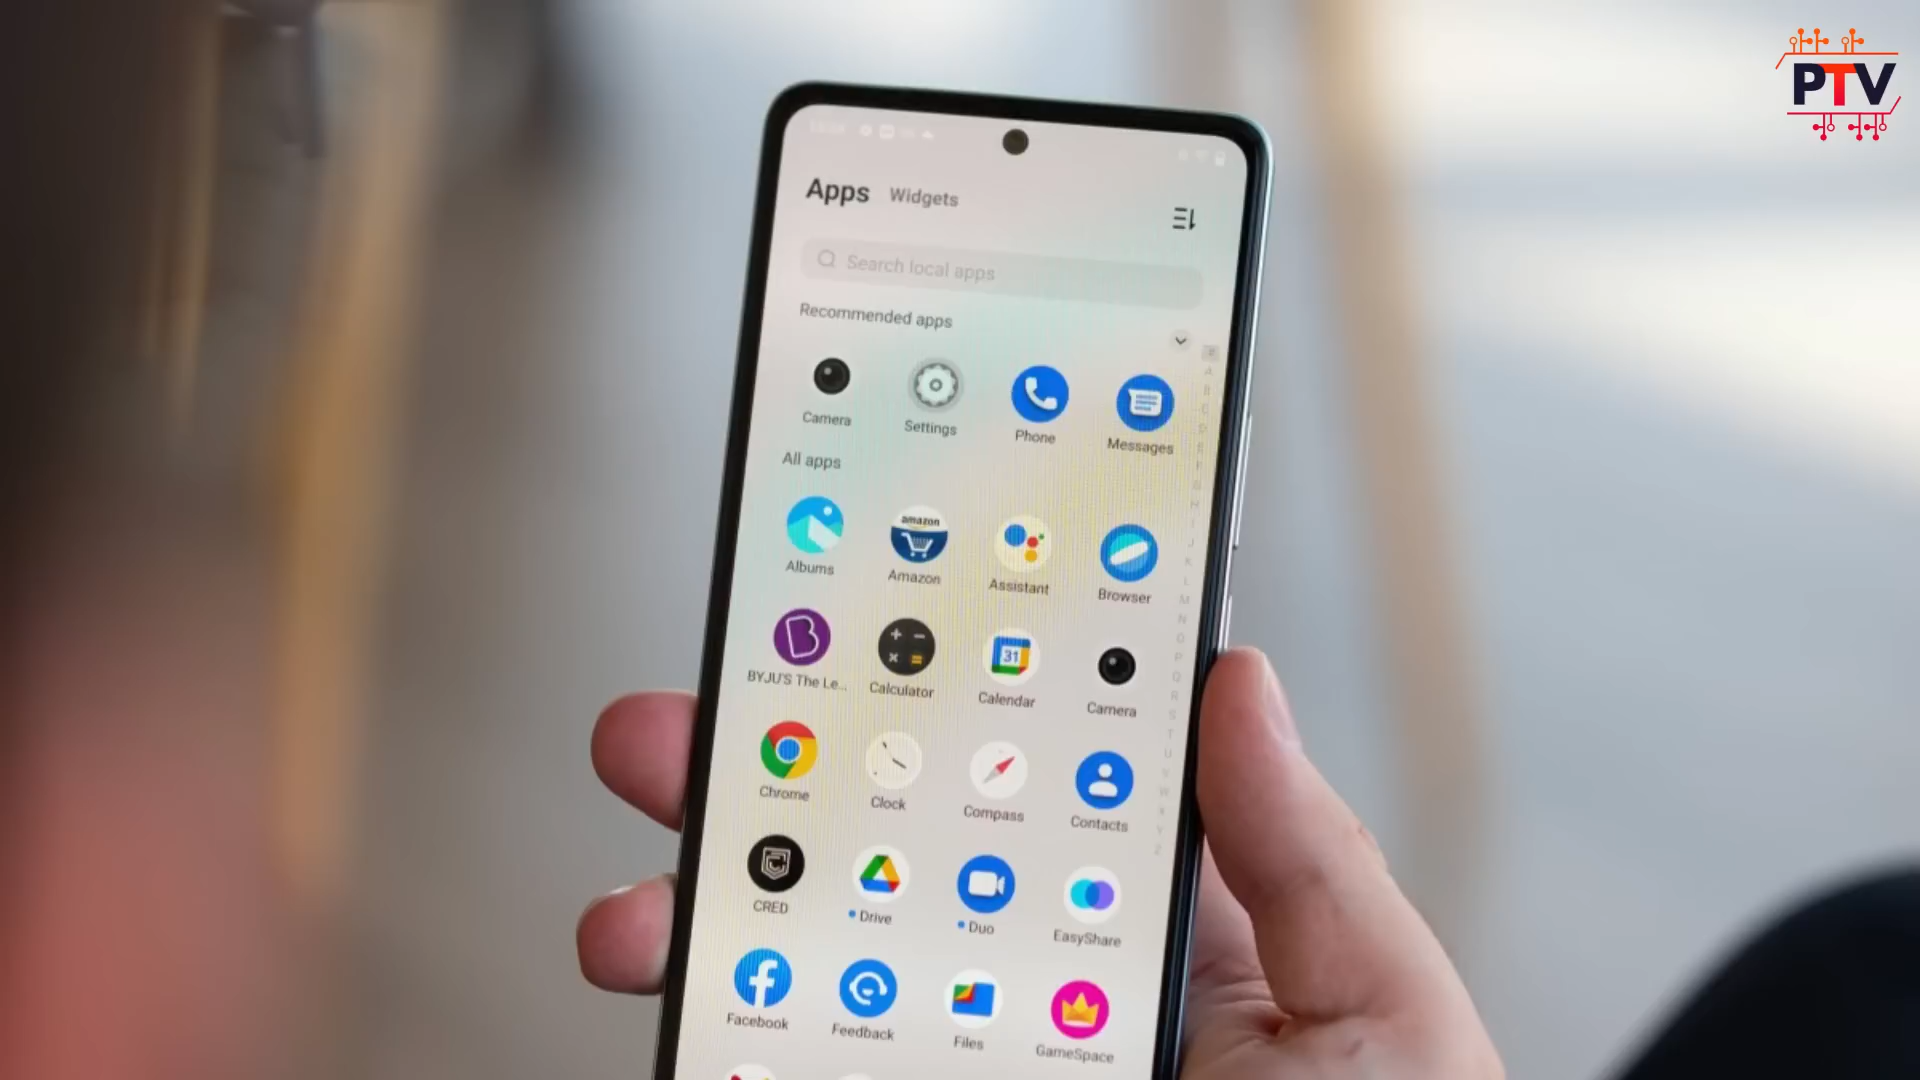 PTV
Apps Widgets
Search local apps
Recommended apps
Camera Settings Phone Messages
All apps
amazon
Albums Amazon Assistant Browser
31
BYJU'S The Le... Calculator Calendar Camera
Chrome Clock Compass Contacts
CRED Drive Duo EasyShare
Facebook Feedback Files GameSpace